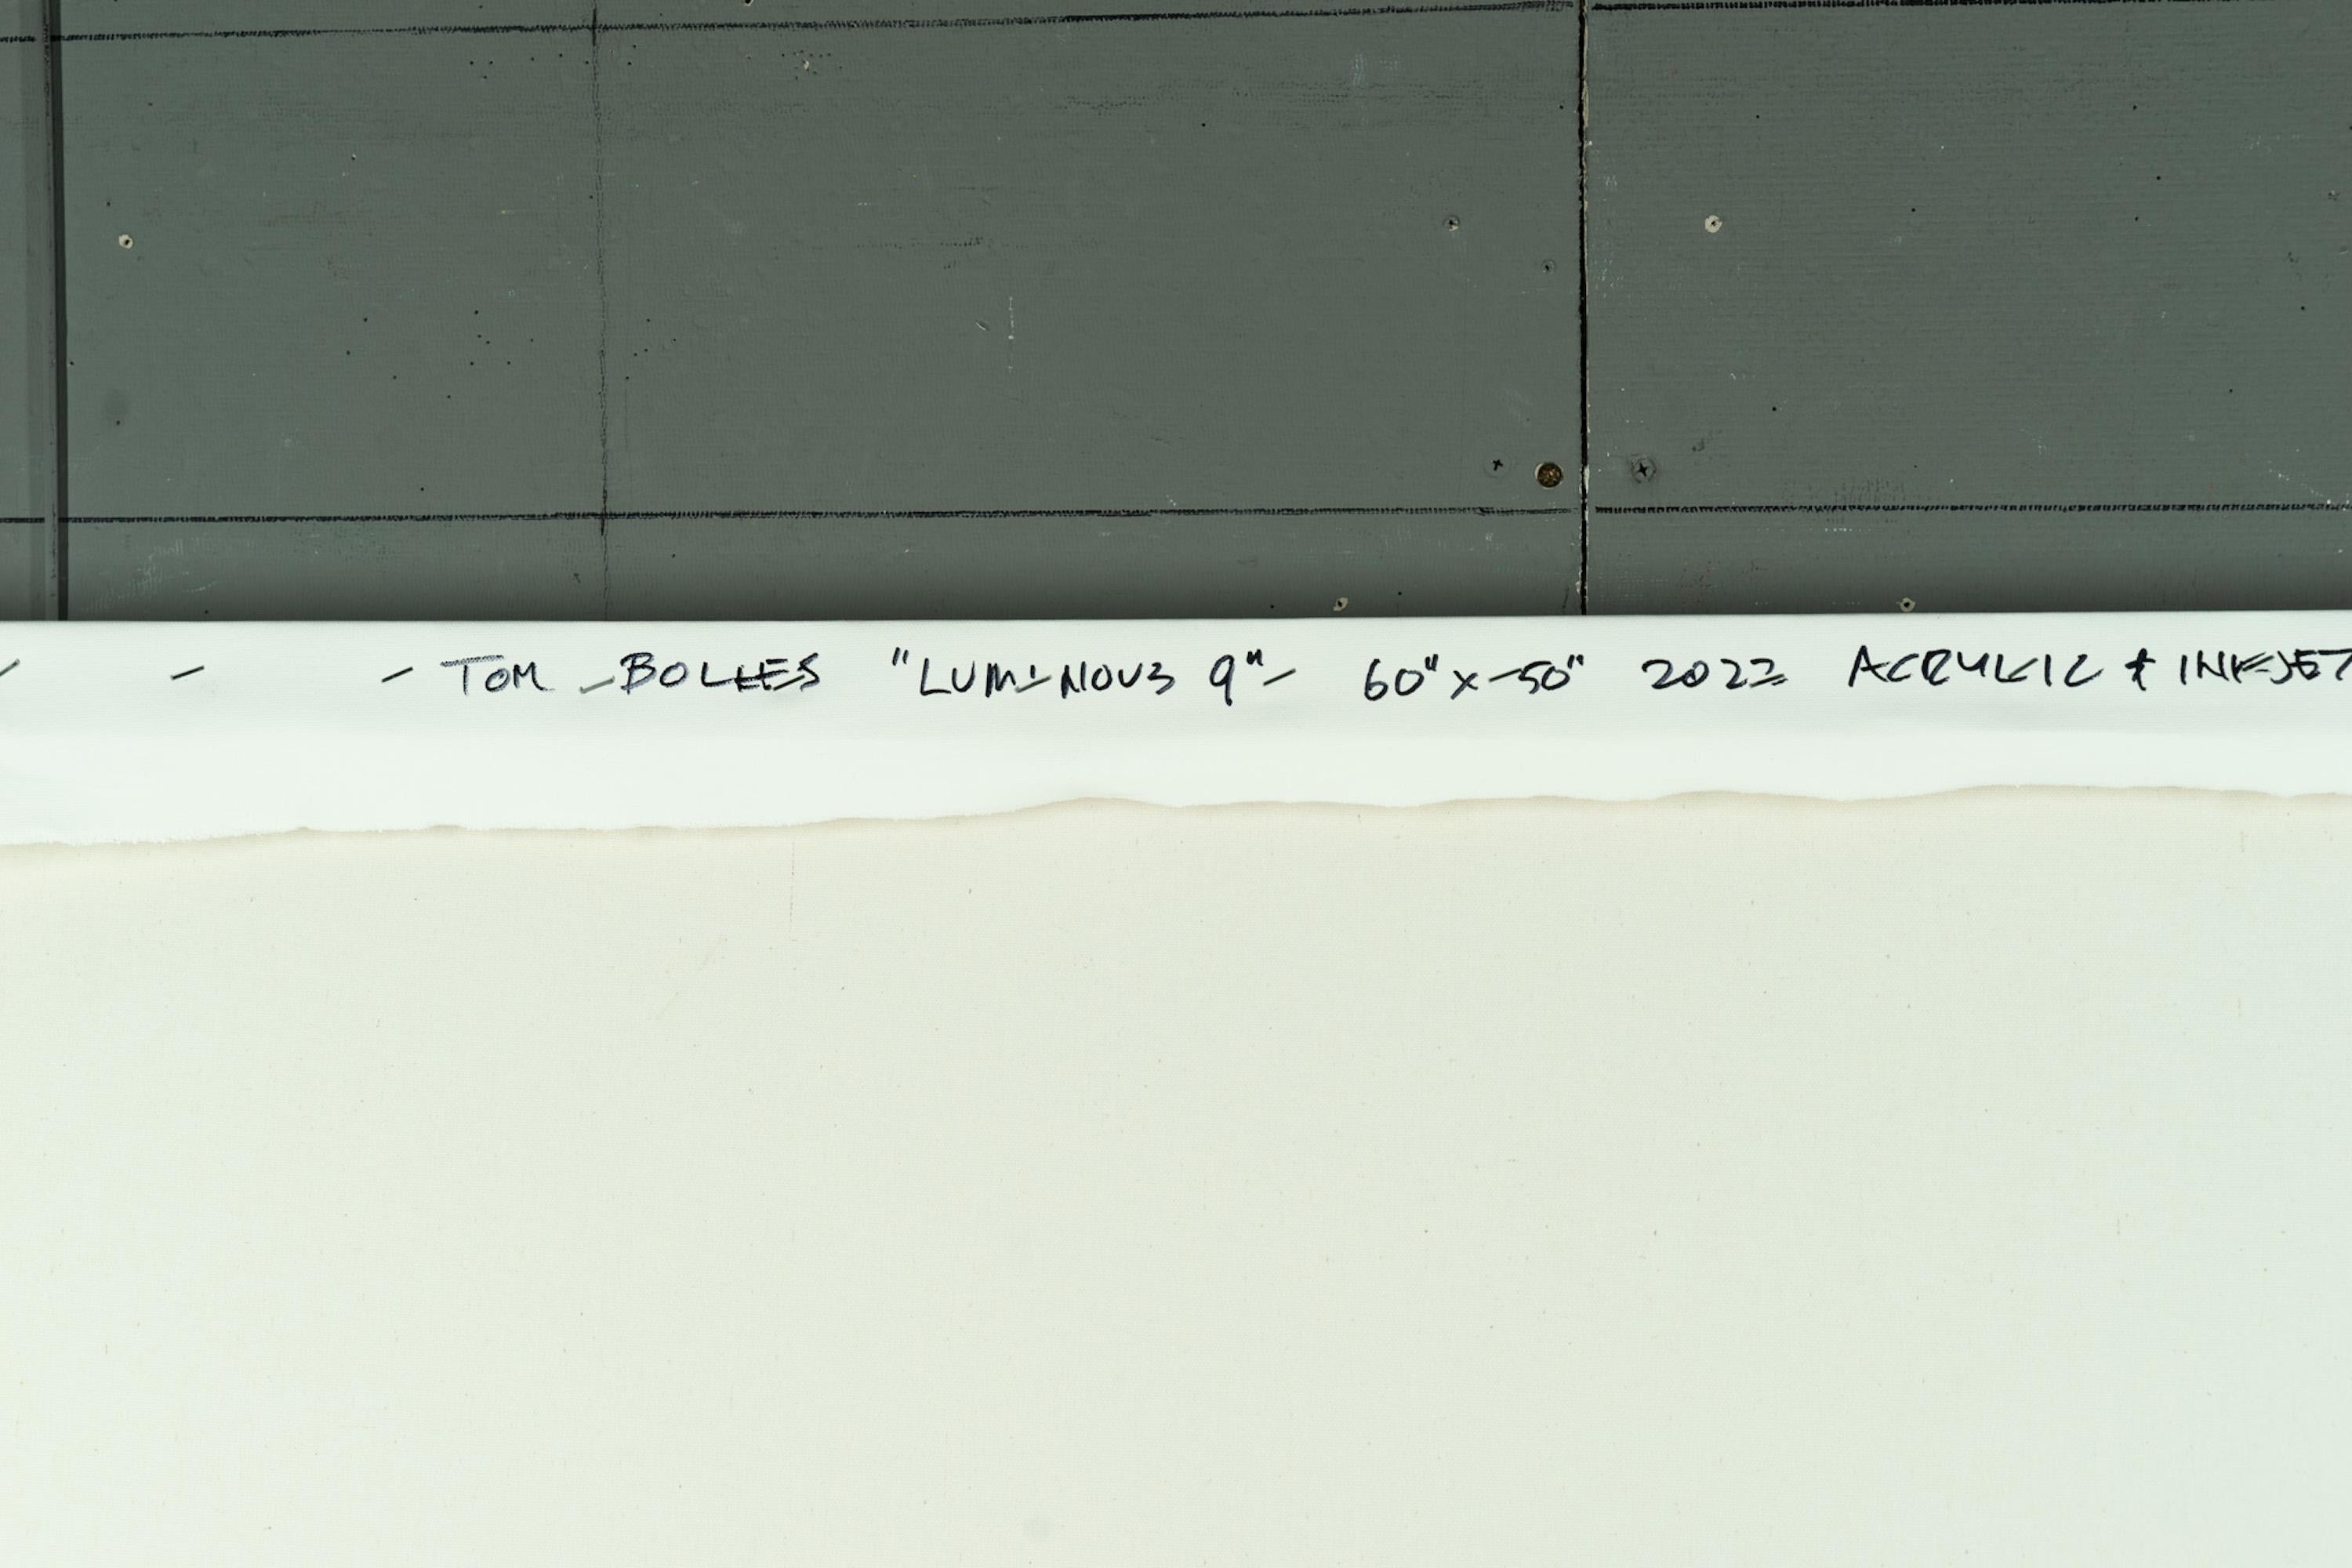 TOM BOLLES "LUMINOUS 9" - 60" x 50" 2022 ACRYLIC + INKJET